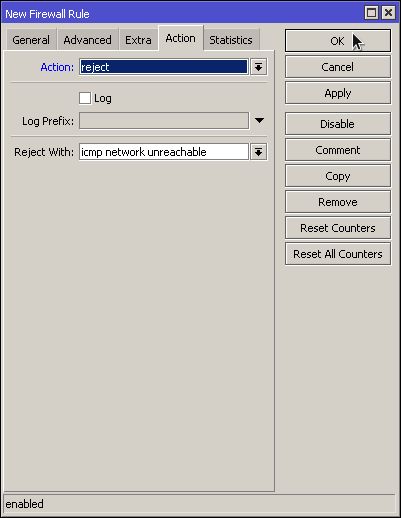 New Firewall Rule
General Advanced Extra Action Statistics
Action: reject
Log
Log Prefix:
Reject With: icmp network unreachable
OK
Cancel
Apply
Disable
Comment
Copy
Remove
Reset Counters
Reset All Counters
enabled